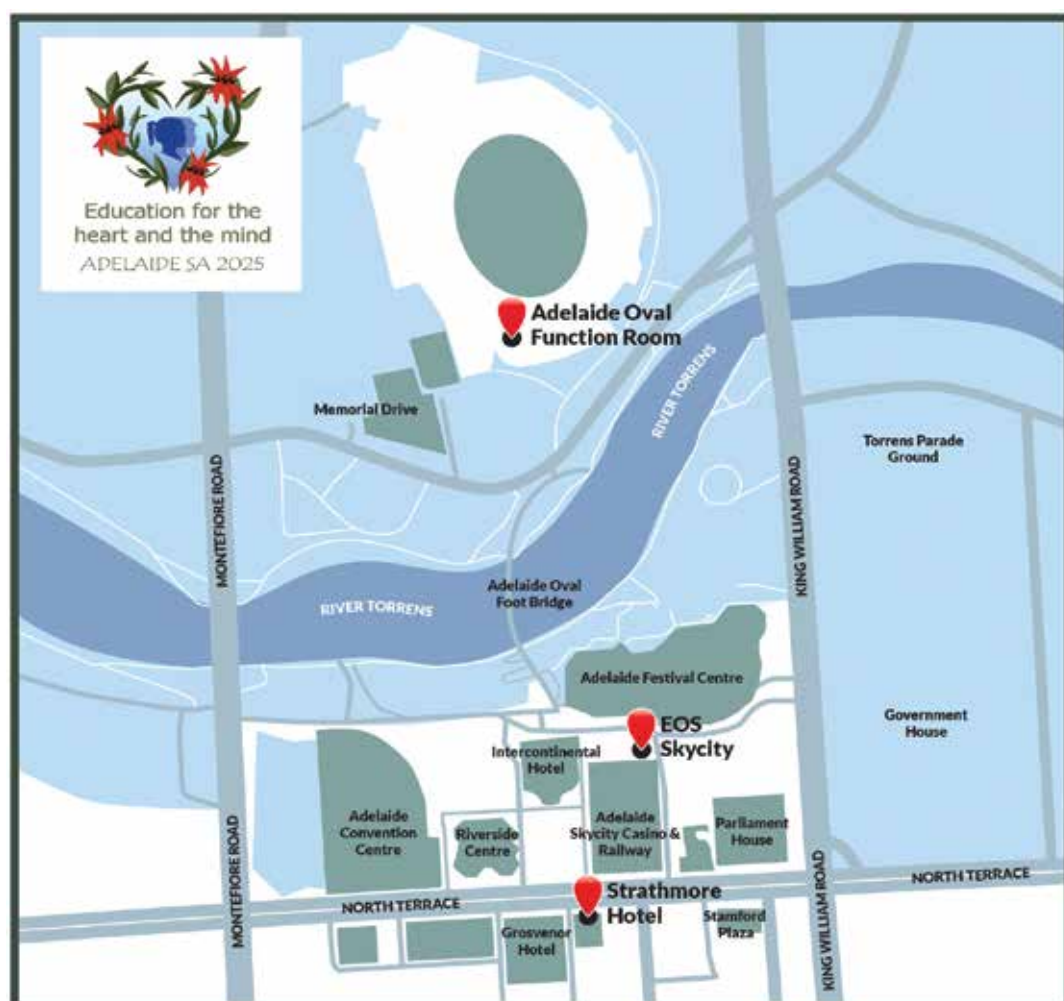 Education for the
heart and the mind
ADELAIDE SA 2025
Adelaide Oval
Function Room
RIVER TORRENS
Memorial Drive
Torrens Parade
Ground
MONTEFIORE ROAD
KING WILLIAM ROAD
Adelaide Oval
Foot Bridge
RIVER TORRENS
Adelaide Festival Centre
EOS
Skycity
Government
House
Intercontinental
Hotel
Adelaide
Convention
Centre
Riverside
Centre
Adelaide
Skycity Casino &
Railway
Parliament
House
NORTH TERRACE
NORTH TERRACE
Strathmore
Hotel
MONTEFIORE ROAD
KING WILLIAM ROAD
Grosvenor
Hotel
Stamford
Plaza